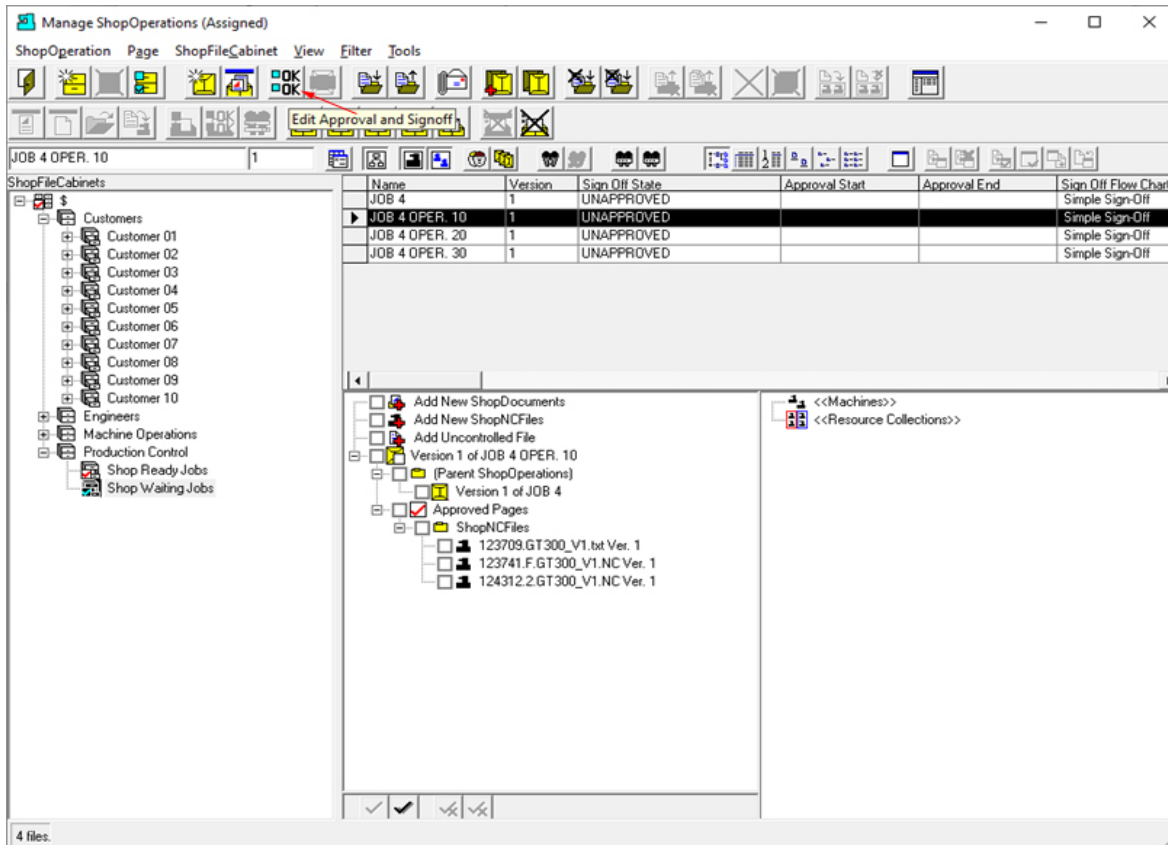 Manage ShopOperations (Assigned)
ShopOperation Page ShopFileCabinet View Filter Tools
OK
OK
Edit Approval and Signoff
JOB 4 OPER. 10 1
ShopFileCabinets
$
Customers
Customer 01
Customer 02
Customer 03
Customer 04
Customer 05
Customer 06
Customer 07
Customer 08
Customer 09
Customer 10
Engineers
Machine Operations
Production Control
Shop Ready Jobs
Shop Waiting Jobs
Name Version Sign Off State Approval Start Approval End Sign Off Flow Chart
JOB 4 1 UNAPPROVED Simple Sign-Off
JOB 4 OPER. 10 1 UNAPPROVED Simple Sign-Off
JOB 4 OPER. 20 1 UNAPPROVED Simple Sign-Off
JOB 4 OPER. 30 1 UNAPPROVED Simple Sign-Off
Add New ShopDocuments
Add New ShopNCFiles
Add Uncontrolled File
Version 1 of JOB 4 OPER. 10
(Parent ShopOperations)
Version 1 of JOB 4
Approved Pages
ShopNCFiles
123709.GT300_V1.txt Ver. 1
123741.F.GT300_V1.NC Ver. 1
124312.2.GT300_V1.NC Ver. 1
<<Machines>>
<<Resource Collections>>
4 files.